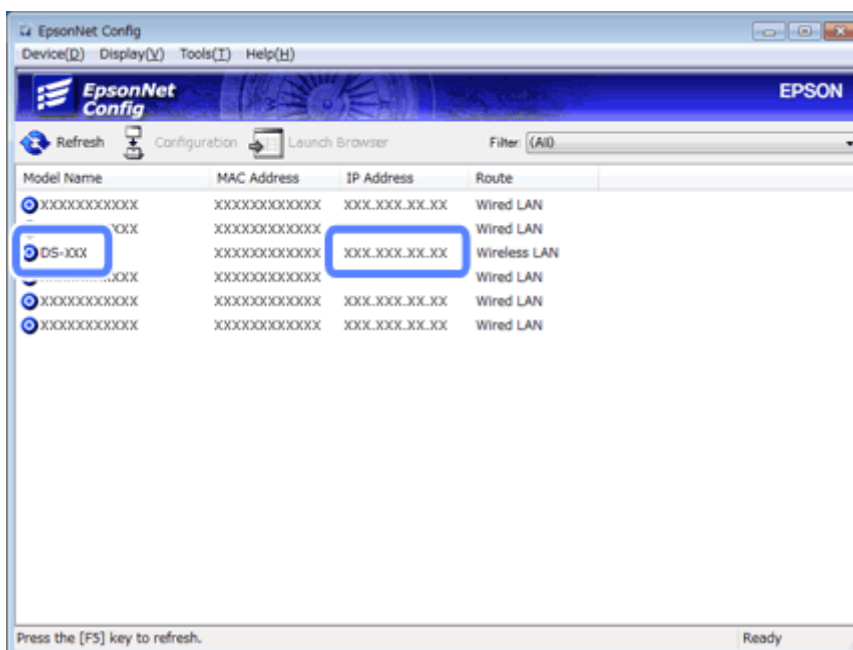 EpsonNet Config
Device(D) Display(V) Tools(T) Help(H)
EpsonNet
Config
EPSON
Refresh Configuration Launch Browser Filter: (All)
Model Name MAC Address IP Address Route
XXXXXXXXXXX XXXXXXXXXXXX XXX.XXX.XX.XX Wired LAN
XXX XXXXXXXXXXXX Wired LAN
DS-XXX XXXXXXXXXXXX XXX.XXX.XX.XX Wireless LAN
XXX XXXXXXXXXXXX Wired LAN
XXXXXXXXXXX XXXXXXXXXXXX XXX.XXX.XX.XX Wired LAN
XXXXXXXXXXX XXXXXXXXXXXX XXX.XXX.XX.XX Wired LAN
Press the [F5] key to refresh. Ready